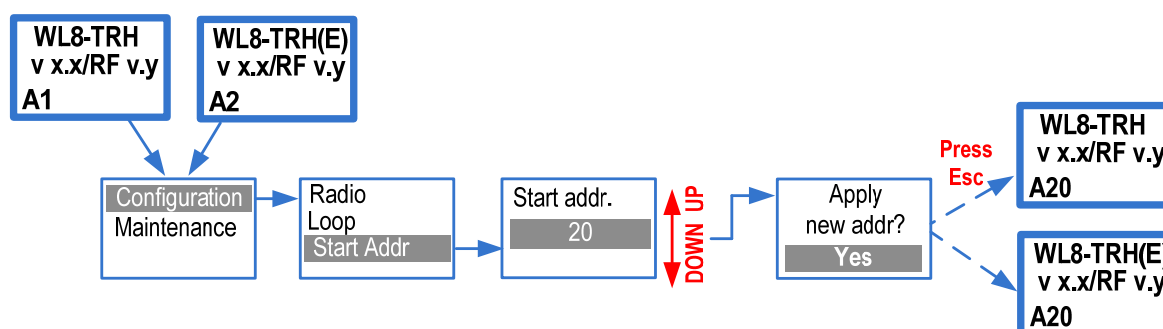 WL8-TRH
v x.x/RF v.y
A1
WL8-TRH(E)
v x.x/RF v.y
A2
Configuration
Maintenance
Radio
Loop
Start Addr
Start addr.
20
DOWN UP
Apply
new addr?
Yes
Press
Esc
WL8-TRH
v x.x/RF v.y
A20
WL8-TRH(E)
v x.x/RF v.y
A20